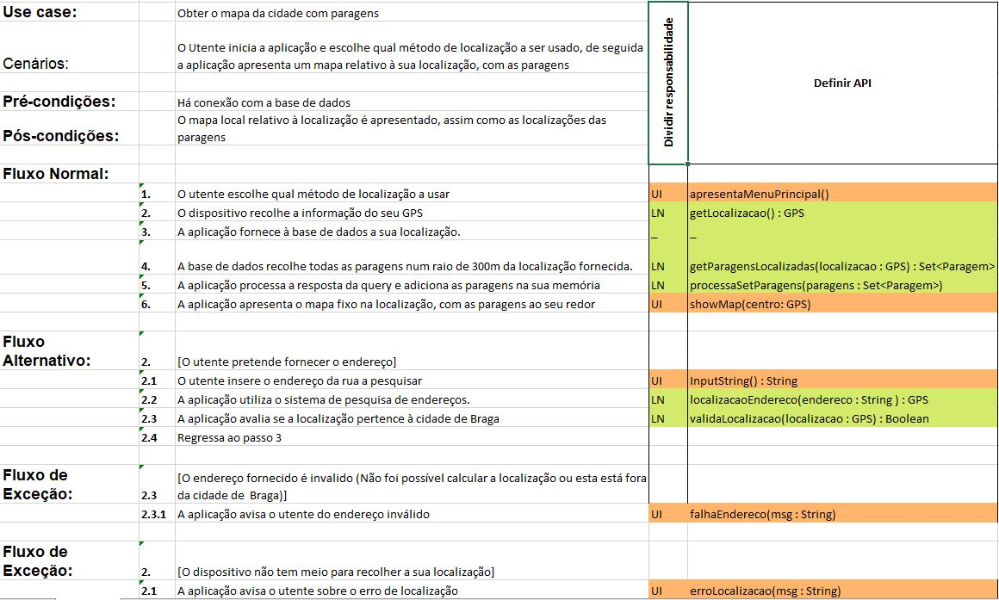 Use case: Obter o mapa da cidade com paragens
Dividir responsabilidade
Definir API
O Utente inicia a aplicação e escolhe qual método de localização a ser usado, de seguida
Cenários: a aplicação apresenta um mapa relativo à sua localização, com as paragens
Pré-condições: Há conexão com a base de dados
O mapa local relativo à localização é apresentado, assim como as localizações das
Pós-condições: paragens
Fluxo Normal:
1. O utente escolhe qual método de localização a usar UI apresentaMenuPrincipal()
2. O dispositivo recolhe a informação do seu GPS LN getLocalizacao() : GPS
3. A aplicação fornece à base de dados a sua localização. _ _
4. A base de dados recolhe todas as paragens num raio de 300m da localização fornecida. LN getParagensLocalizadas(localizacao : GPS) : Set<Paragem>
5. A aplicação processa a resposta da query e adiciona as paragens na sua memória LN processaSetParagens(paragens : Set<Paragem>)
6. A aplicação apresenta o mapa fixo na localização, com as paragens ao seu redor UI showMap(centro: GPS)
Fluxo
Alternativo: 2. [O utente pretende fornecer o endereço]
2.1 O utente insere o endereço da rua a pesquisar UI InputString() : String
2.2 A aplicação utiliza o sistema de pesquisa de endereços. LN localizacaoEndereco(endereco : String ) : GPS
2.3 A aplicação avalia se a localização pertence à cidade de Braga LN validaLocalizacao(localizacao : GPS) : Boolean
2.4 Regressa ao passo 3
Fluxo de [O endereço fornecido é invalido (Não foi possível calcular a localização ou esta está fora
Exceção: 2.3 da cidade de Braga)]
2.3.1 A aplicação avisa o utente do endereço inválido UI falhaEndereco(msg : String)
Fluxo de
Exceção: 2. [O dispositivo não tem meio para recolher a sua localização]
2.1 A aplicação avisa o utente sobre o erro de localização UI erroLocalizacao(msg : String)